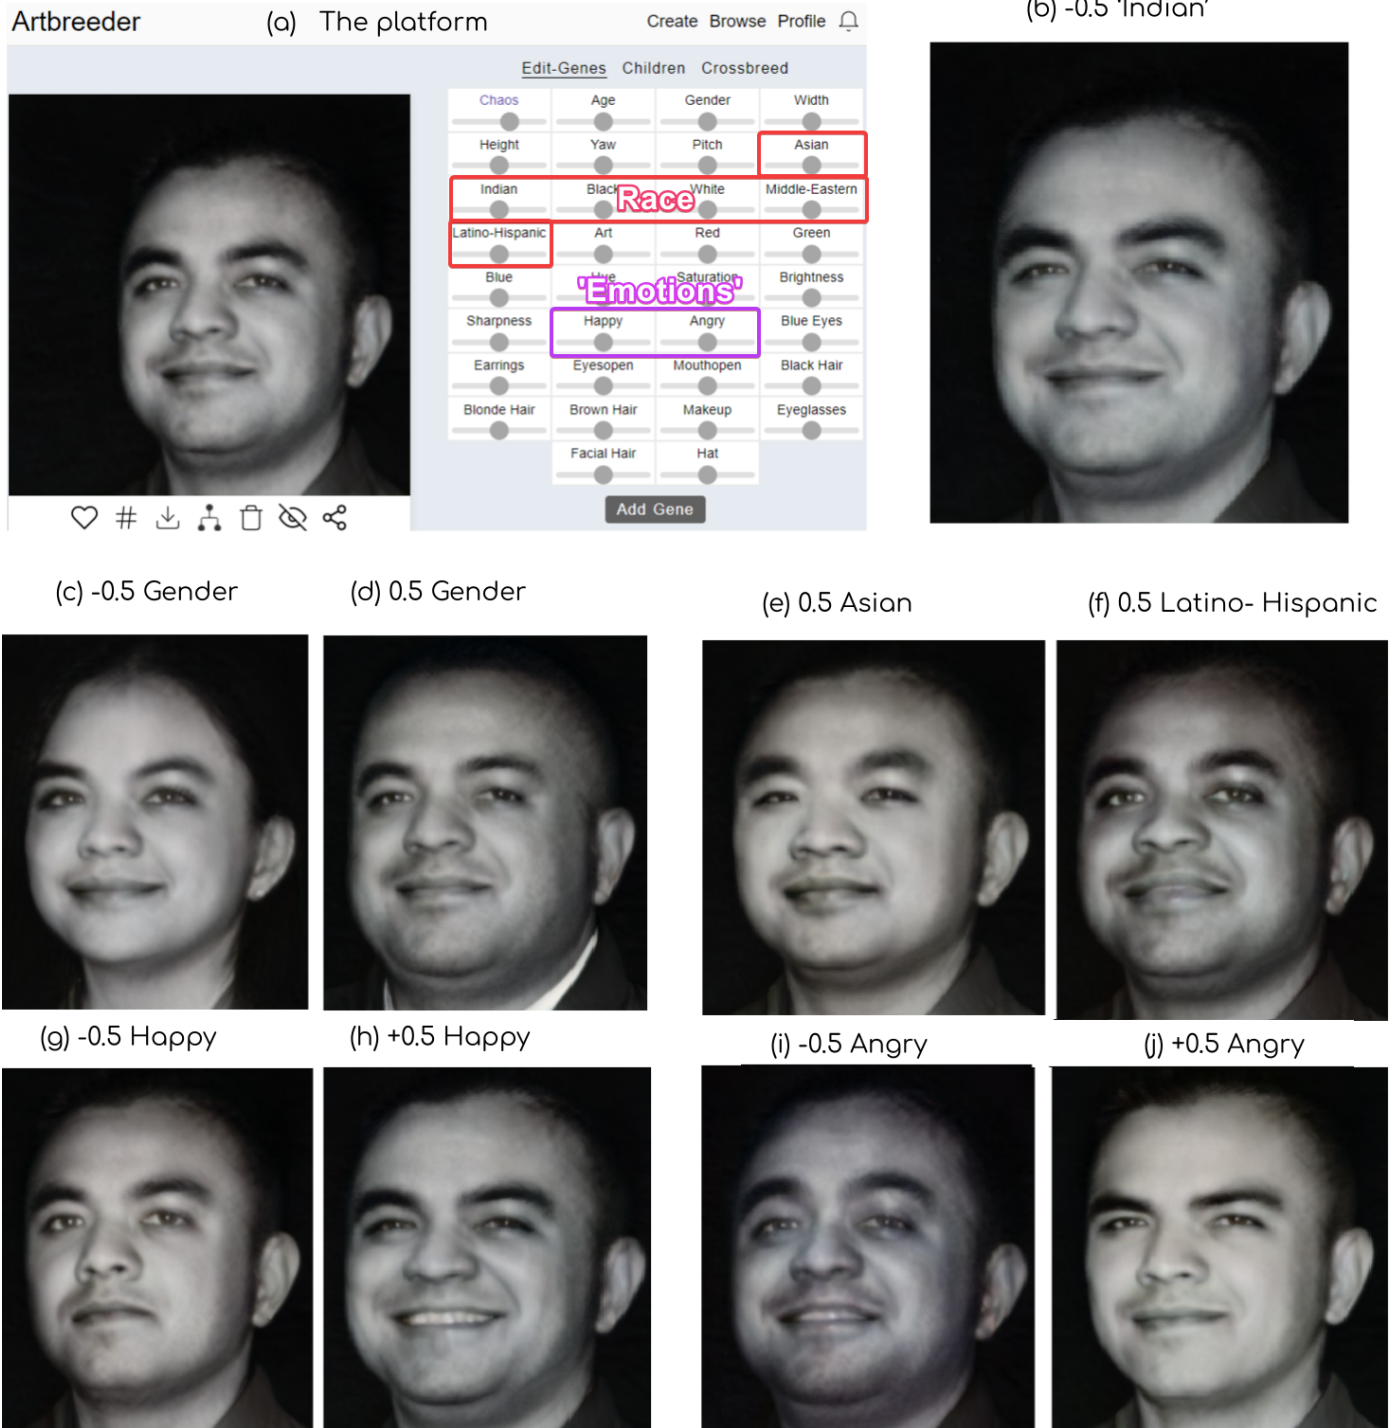 Artbreeder
(a) The platform
Create Browse Profile
(b) -0.5 'Indian'
Edit-Genes Children Crossbreed
Chaos Age Gender Width
Height Yaw Pitch Asian
Indian Black White Middle-Eastern
Race
Latino-Hispanic Art Red Green
Blue Hue Saturation Brightness
'Emotions'
Sharpness Happy Angry Blue Eyes
Earrings Eyesopen Mouthopen Black Hair
Blonde Hair Brown Hair Makeup Eyeglasses
Facial Hair Hat
Add Gene
(c) -0.5 Gender
(d) 0.5 Gender
(e) 0.5 Asian
(f) 0.5 Latino- Hispanic
(g) -0.5 Happy
(h) +0.5 Happy
(i) -0.5 Angry
(j) +0.5 Angry